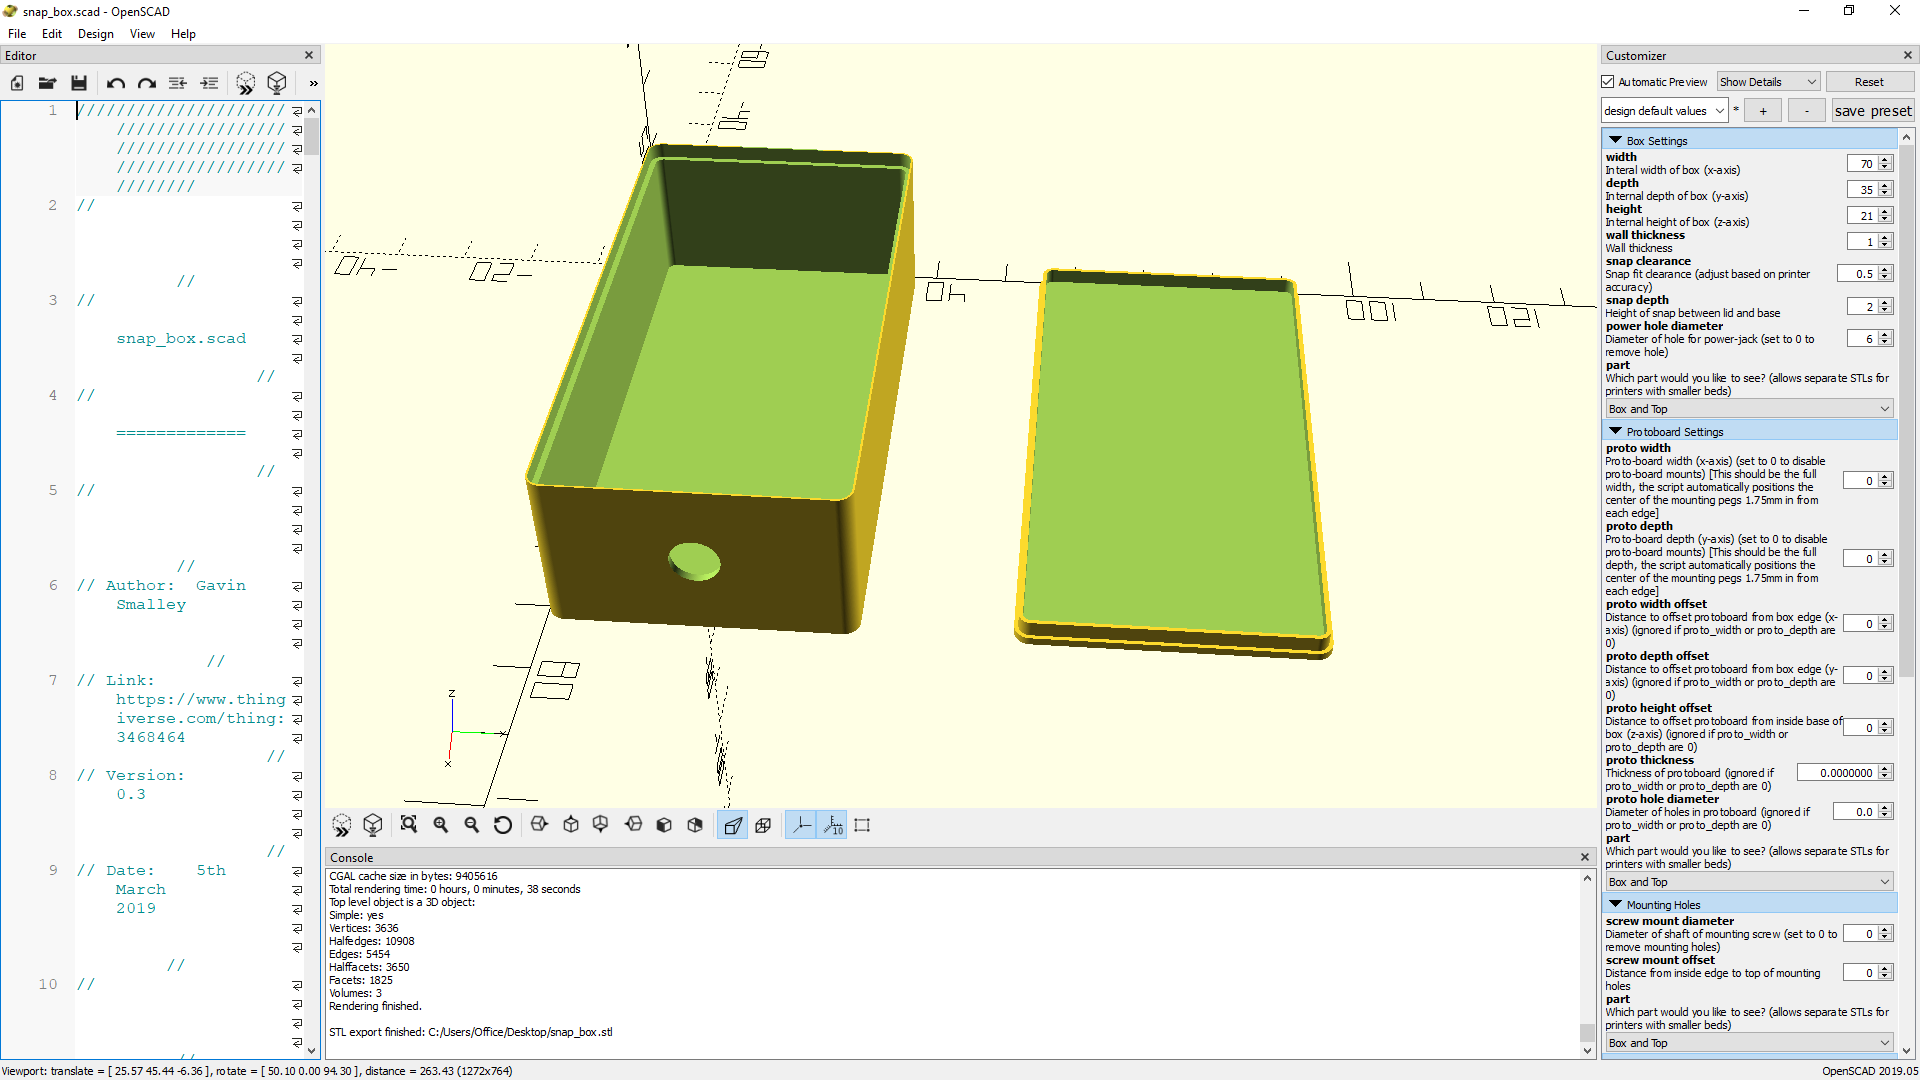 snap_box.scad - OpenSCAD
File Edit Design View Help
Editor
1 /////////////////////
/////////////////
/////////////////
/////////////////
////////
2 //
//
3 //
snap_box.scad
//
4 //
=============
//
5 //
//
6 // Author: Gavin
Smalley
//
7 // Link:
https://www.thing
iverse.com/thing:
3468464
//
8 // Version:
0.3
//
9 // Date: 5th
March
2019
//
10 //
//
-40
-20
40
100
120
10
z
x
Console
CGAL cache size in bytes: 9405616
Total rendering time: 0 hours, 0 minutes, 38 seconds
Top level object is a 3D object:
Simple: yes
Vertices: 3636
Halfedges: 10908
Edges: 5454
Halffacets: 3650
Facets: 1825
Volumes: 3
Rendering finished.
STL export finished: C:/Users/Office/Desktop/snap_box.stl
Customizer
Automatic Preview Show Details Reset
design default values * + - save preset
Box Settings
width
Interal width of box (x-axis) 70
depth
Internal depth of box (y-axis) 35
height
Internal height of box (z-axis) 21
wall thickness
Wall thickness 1
snap clearance
Snap fit clearance (adjust based on printer 0.5
accuracy)
snap depth
Height of snap between lid and base 2
power hole diameter
Diameter of hole for power-jack (set to 0 to 6
remove hole)
part
Which part would you like to see? (allows separate STLs for
printers with smaller beds)
Box and Top
Protoboard Settings
proto width
Proto-board width (x-axis) (set to 0 to disable
proto-board mounts) [This should be the full
width, the script automatically positions the 0
center of the mounting pegs 1.75mm in from
each edge]
proto depth
Proto-board depth (y-axis) (set to 0 to disable
proto-board mounts) [This should be the full
depth, the script automatically positions the 0
center of the mounting pegs 1.75mm in from
each edge]
proto width offset
Distance to offset protoboard from box edge (x-
axis) (ignored if proto_width or proto_depth are 0
0)
proto depth offset
Distance to offset protoboard from box edge (y-
axis) (ignored if proto_width or proto_depth are 0
0)
proto height offset
Distance to offset protoboard from inside base of
box (z-axis) (ignored if proto_width or 0
proto_depth are 0)
proto thickness
Thickness of protoboard (ignored if 0.0000000
proto_width or proto_depth are 0)
proto hole diameter
Diameter of holes in protoboard (ignored if 0.0
proto_width or proto_depth are 0)
part
Which part would you like to see? (allows separate STLs for
printers with smaller beds)
Box and Top
Mounting Holes
screw mount diameter
Diameter of shaft of mounting screw (set to 0 to 0
remove mounting holes)
screw mount offset
Distance from inside edge to top of mounting 0
holes
part
Which part would you like to see? (allows separate STLs for
printers with smaller beds)
Box and Top
Viewport: translate = [ 25.57 45.44 -6.36 ], rotate = [ 50.10 0.00 94.30 ], distance = 263.43 (1272x764)
OpenSCAD 2019.05